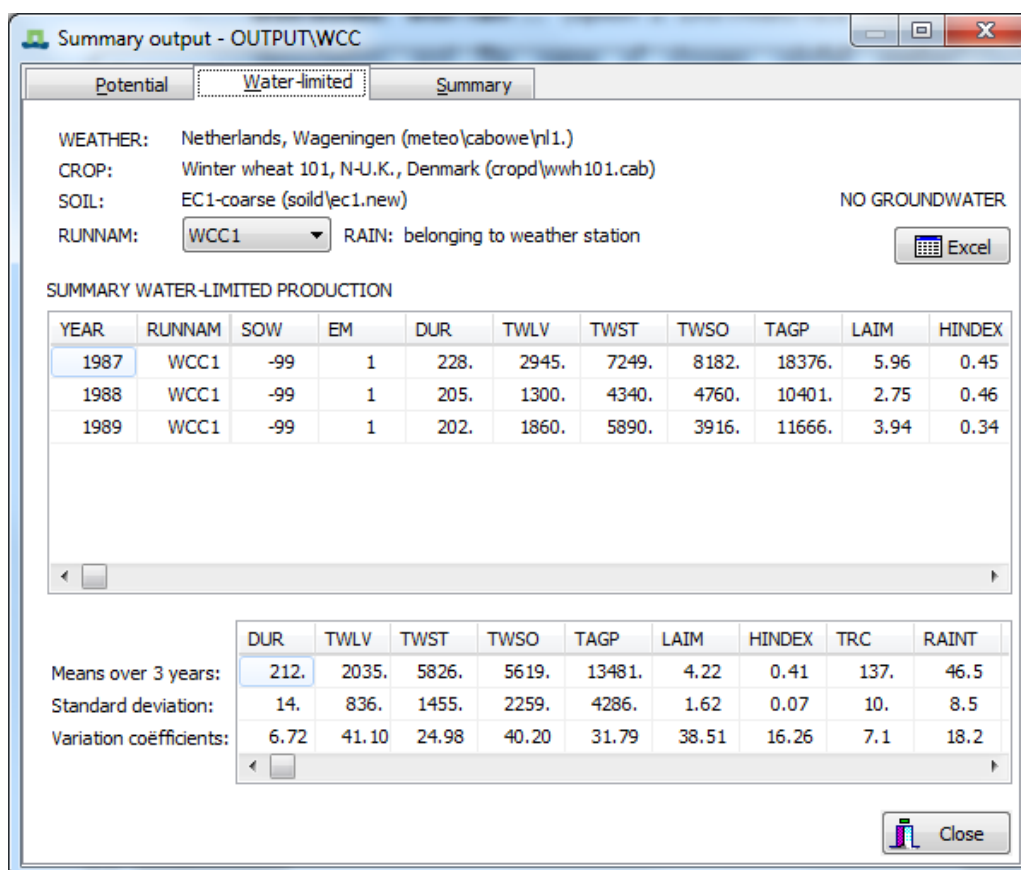 Summary output - OUTPUT\WCC
Potential Water-limited Summary
WEATHER: Netherlands, Wageningen (meteo\cabowe\nl1.)
CROP: Winter wheat 101, N-U.K., Denmark (cropd\wwh101.cab)
SOIL: EC1-coarse (soild\ec1.new) NO GROUNDWATER
RUNNAM: WCC1 RAIN: belonging to weather station Excel
SUMMARY WATER-LIMITED PRODUCTION
YEAR RUNNAM SOW EM DUR TWLV TWST TWSO TAGP LAIM HINDEX
1987 WCC1 -99 1 228. 2945. 7249. 8182. 18376. 5.96 0.45
1988 WCC1 -99 1 205. 1300. 4340. 4760. 10401. 2.75 0.46
1989 WCC1 -99 1 202. 1860. 5890. 3916. 11666. 3.94 0.34
DUR TWLV TWST TWSO TAGP LAIM HINDEX TRC RAINT
Means over 3 years: 212. 2035. 5826. 5619. 13481. 4.22 0.41 137. 46.5
Standard deviation: 14. 836. 1455. 2259. 4286. 1.62 0.07 10. 8.5
Variation coëfficients: 6.72 41.10 24.98 40.20 31.79 38.51 16.26 7.1 18.2
Close